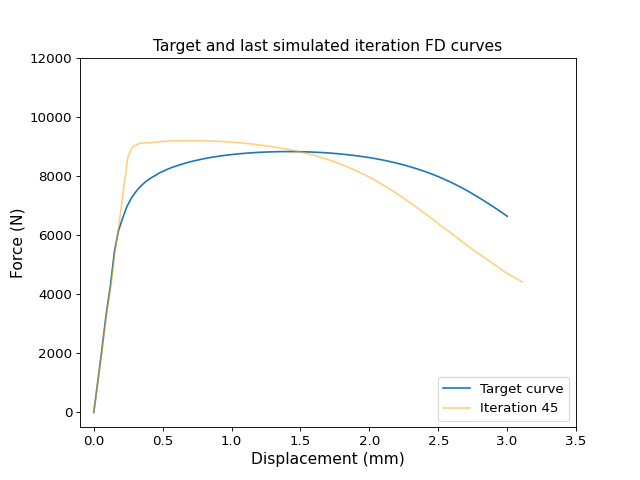 Target and last simulated iteration FD curves
12000
10000
8000
6000
4000
2000
0
Force (N)
0.0 0.5 1.0 1.5 2.0 2.5 3.0 3.5
Displacement (mm)
Target curve
Iteration 45